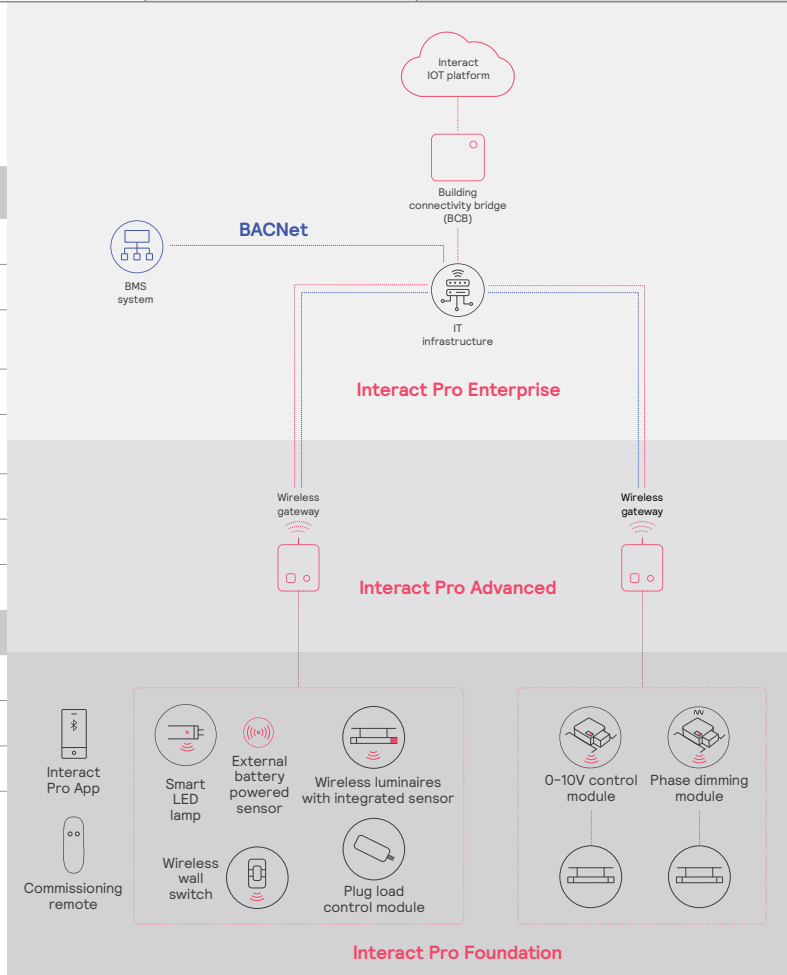 Interact
IOT platform
Building
connectivity bridge
(BCB)
BACNet
BMS
system
IT
infrastructure
Interact Pro Enterprise
Wireless
gateway
Wireless
gateway
Interact Pro Advanced
Interact
Pro App
Smart
LED
lamp
External
battery
powered
sensor
Wireless luminaires
with integrated sensor
0-10V control
module
Phase dimming
module
Commissioning
remote
Wireless
wall
switch
Plug load
control module
Interact Pro Foundation